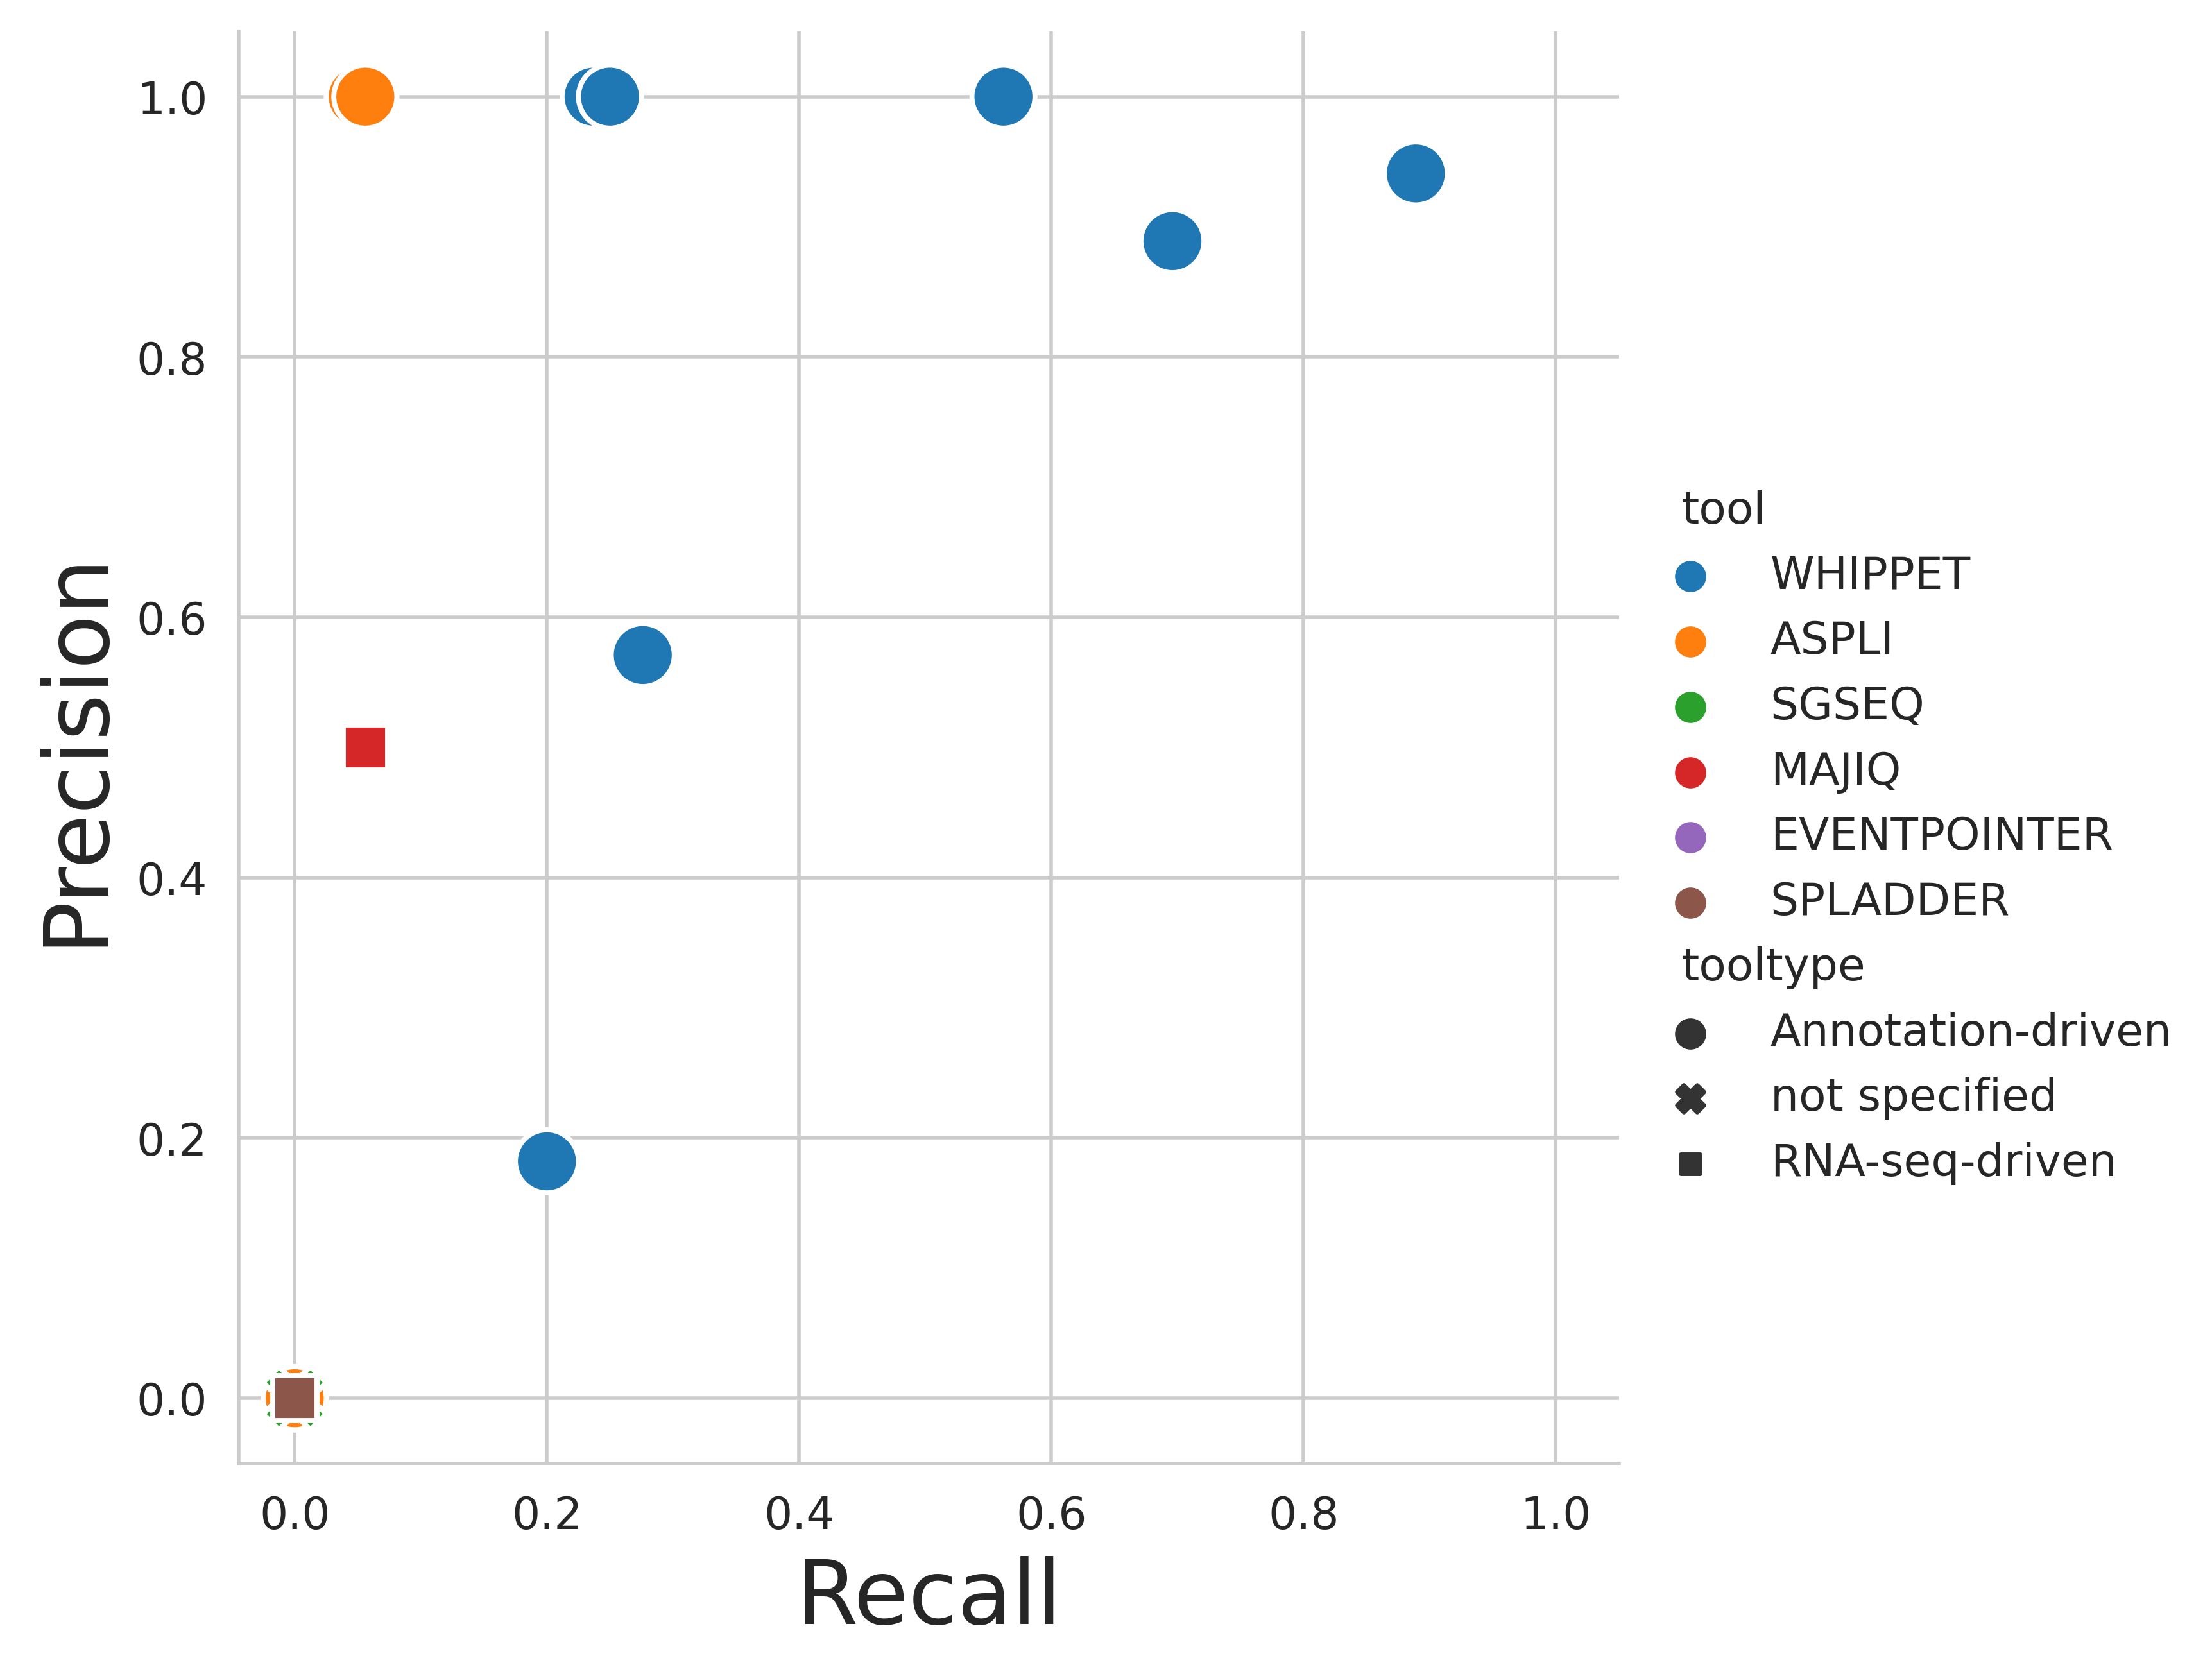 1.0
0.8
0.6
0.4
0.2
0.0
Precision
0.0 0.2 0.4 0.6 0.8 1.0
Recall
tool
WHIPPET
ASPLI
SGSEQ
MAJIQ
EVENTPOINTER
SPLADDER
tooltype
Annotation-driven
not specified
RNA-seq-driven